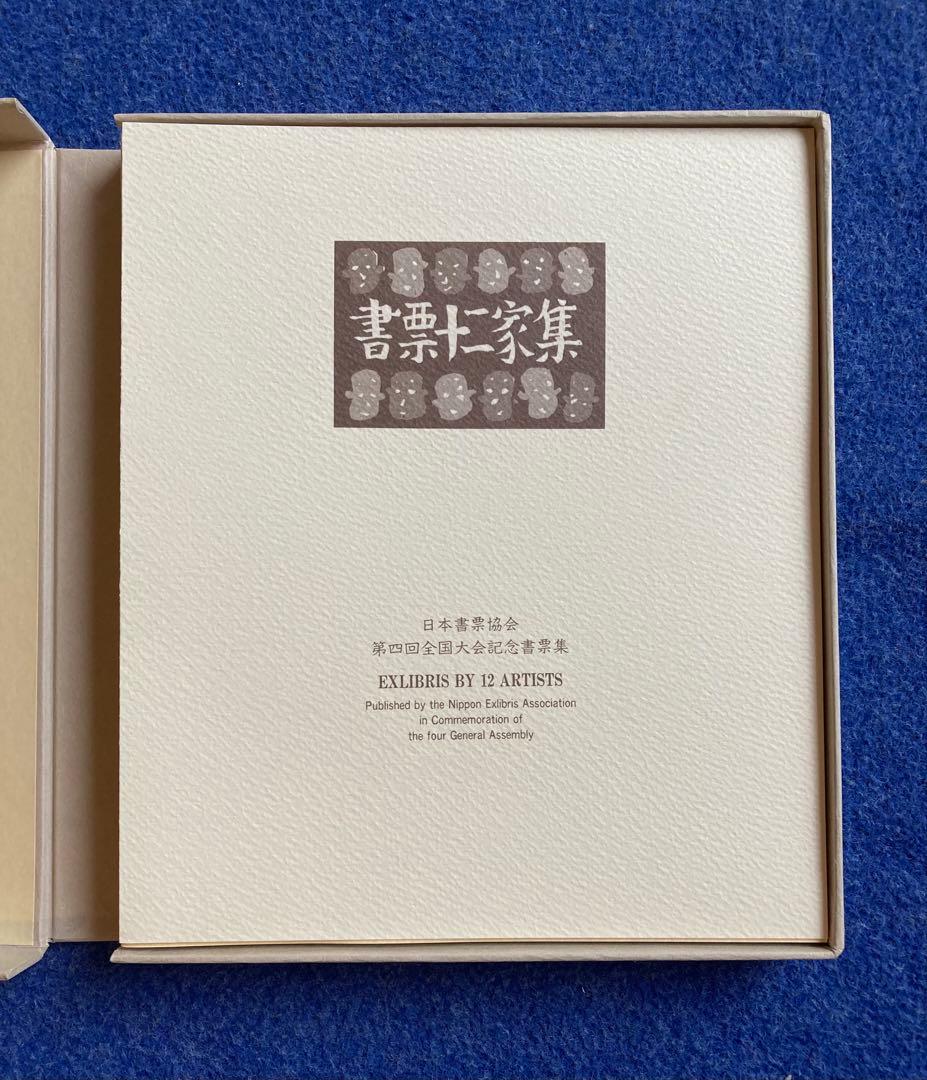 書票十二家集
日本書票協会
第四回全国大会記念書票集
EXLIBRIS BY 12 ARTISTS
Published by the Nippon Exlibris Association
in Commemoration of
the four General Assembly